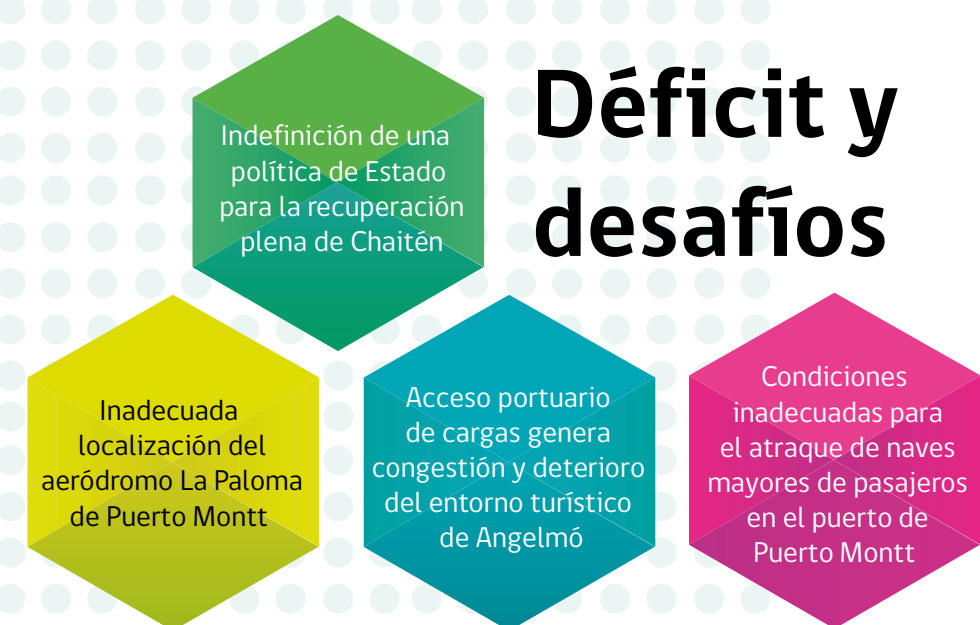 Déficit y
desafíos
Indefinición de una
política de Estado
para la recuperación
plena de Chaitén
Inadecuada
localización del
aeródromo La Paloma
de Puerto Montt
Acceso portuario
de cargas genera
congestión y deterioro
del entorno turístico
de Angelmó
Condiciones
inadecuadas para
el atraque de naves
mayores de pasajeros
en el puerto de
Puerto Montt